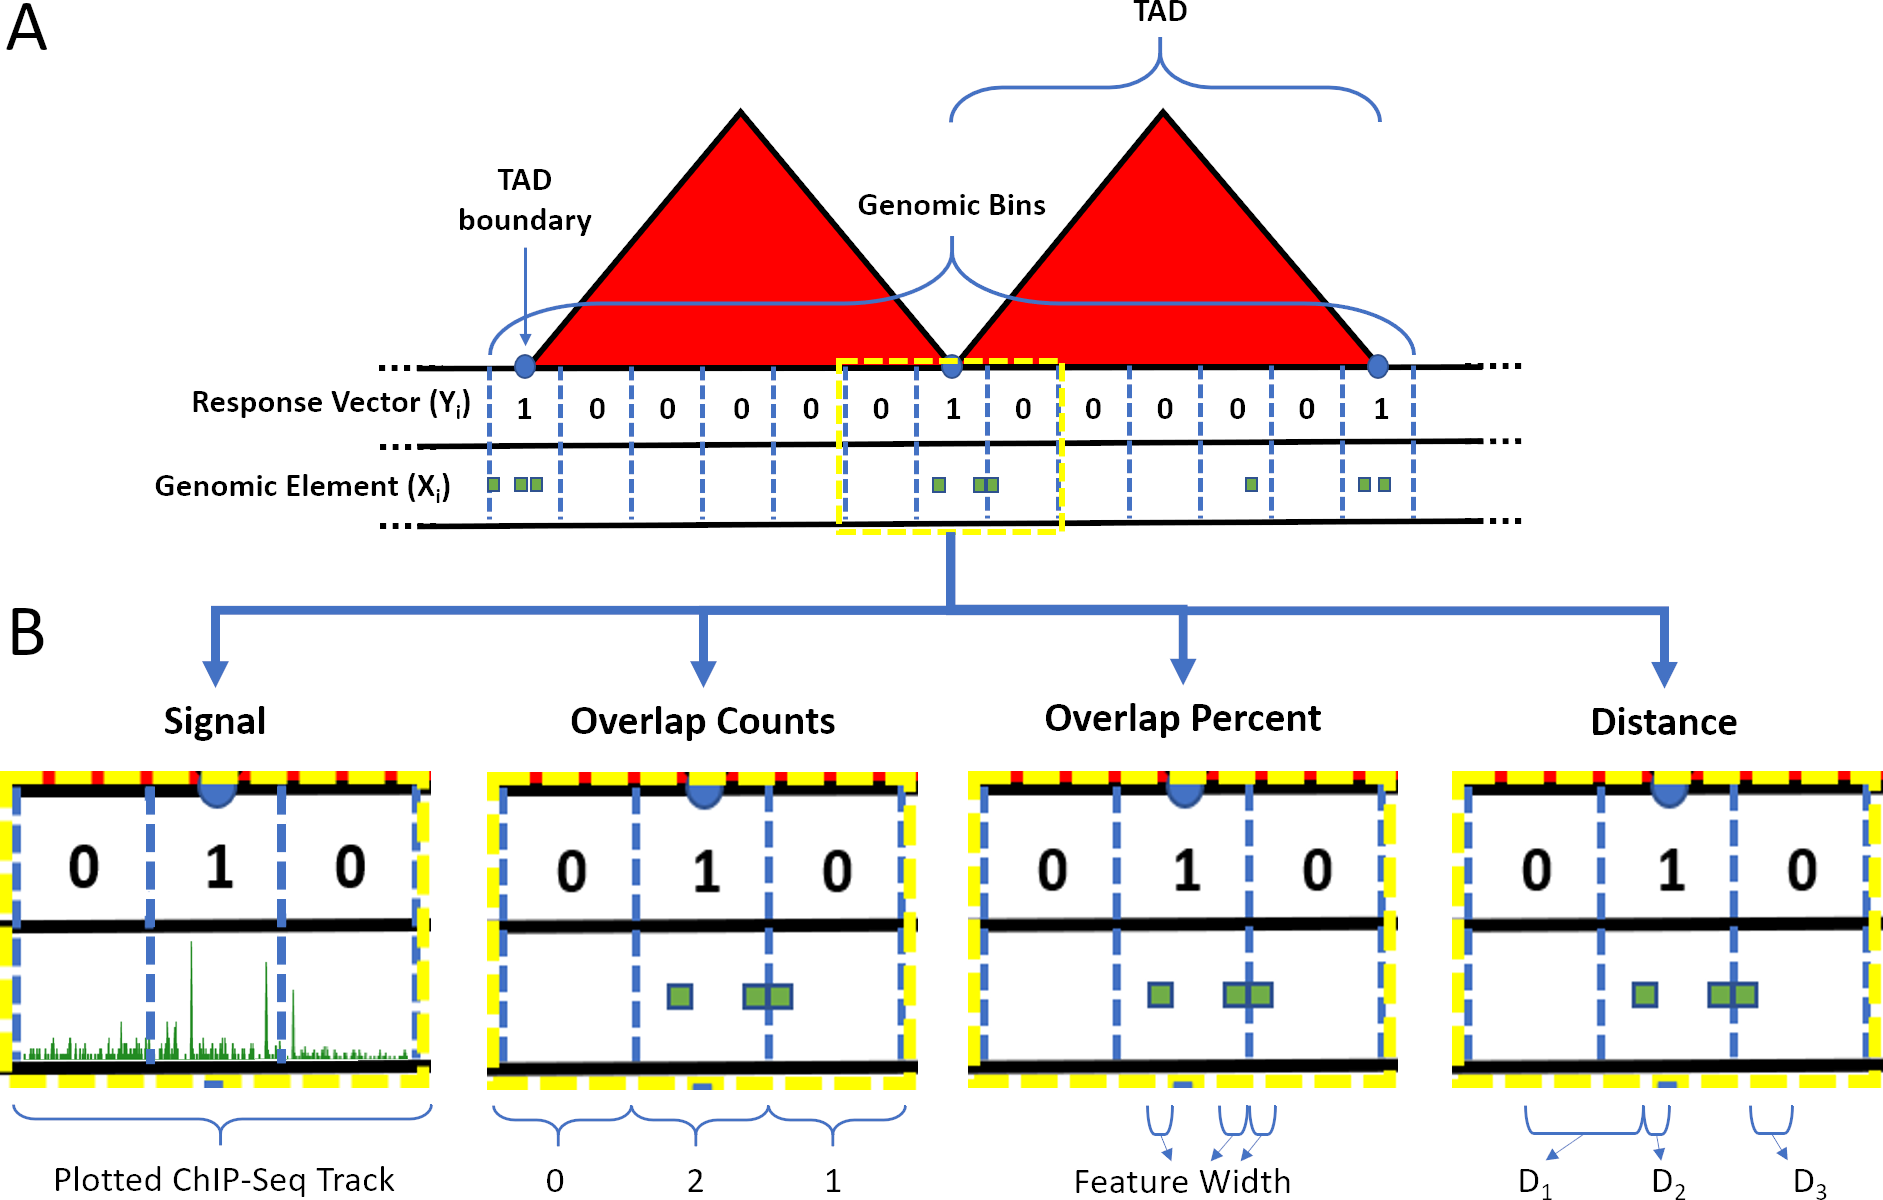 A
TAD
TAD
boundary
Genomic Bins
Response Vector (Yi)
1 0 0 0 0 0 1 0 0 0 0 0 1
Genomic Element (Xi)
B
Signal
Overlap Counts
Overlap Percent
Distance
0 1 0
0 1 0
0 1 0
0 1 0
Plotted ChIP-Seq Track
0 2 1
Feature Width
D1 D2 D3